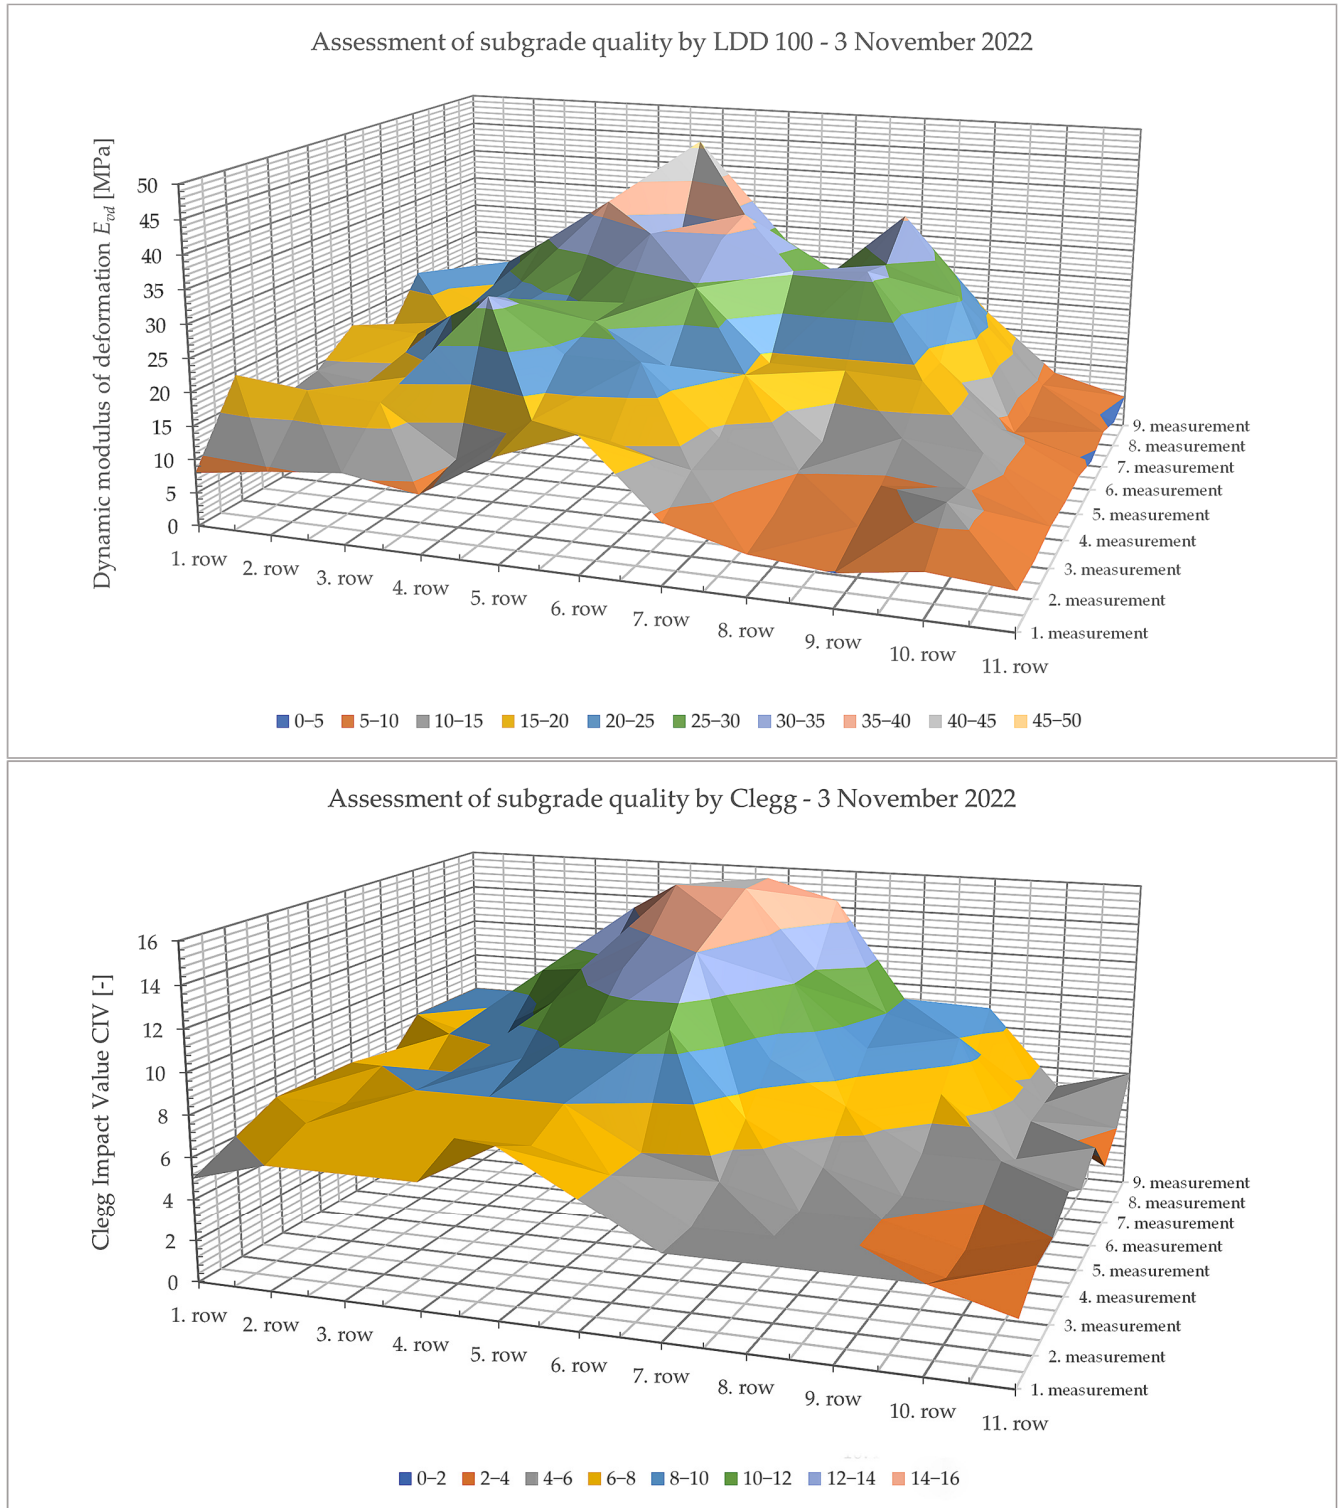 Assessment of subgrade quality by LDD 100 - 3 November 2022
Dynamic modulus of deformation Evd [MPa]
50
45
40
35
30
25
20
15
10
5
0
1. row
2. row
3. row
4. row
5. row
6. row
7. row
8. row
9. row
10. row
11. row
9. measurement
8. measurement
7. measurement
6. measurement
5. measurement
4. measurement
3. measurement
2. measurement
1. measurement
0–5 5–10 10–15 15–20 20–25 25–30 30–35 35–40 40–45 45–50
Assessment of subgrade quality by Clegg - 3 November 2022
Clegg Impact Value CIV [-]
16
14
12
10
8
6
4
2
0
1. row
2. row
3. row
4. row
5. row
6. row
7. row
8. row
9. row
10. row
11. row
9. measurement
8. measurement
7. measurement
6. measurement
5. measurement
4. measurement
3. measurement
2. measurement
1. measurement
0–2 2–4 4–6 6–8 8–10 10–12 12–14 14–16